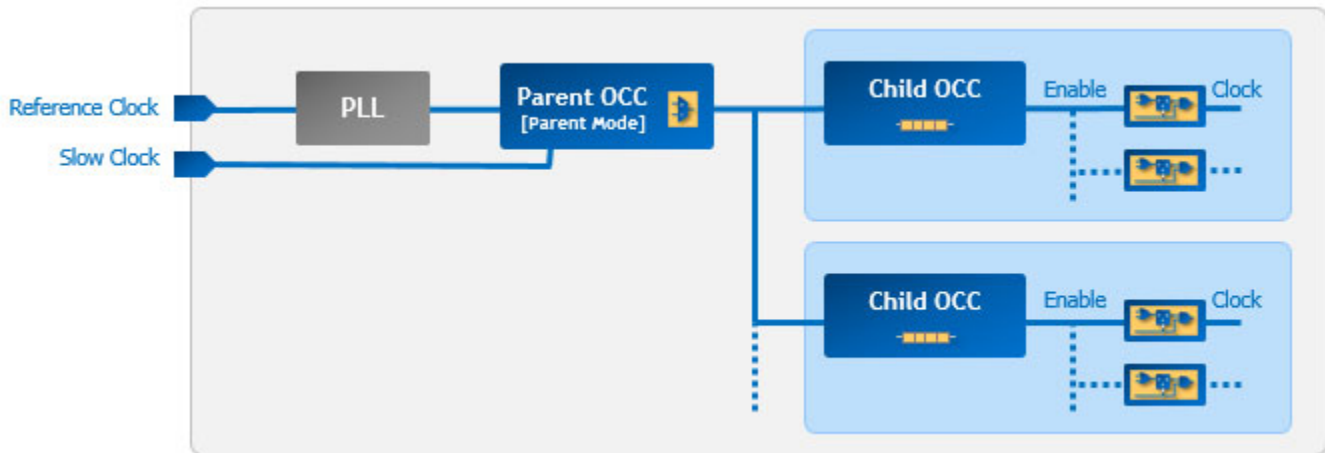 Reference Clock
Slow Clock
PLL
Parent OCC
[Parent Mode]
Child OCC
Enable
Clock
Child OCC
Enable
Clock